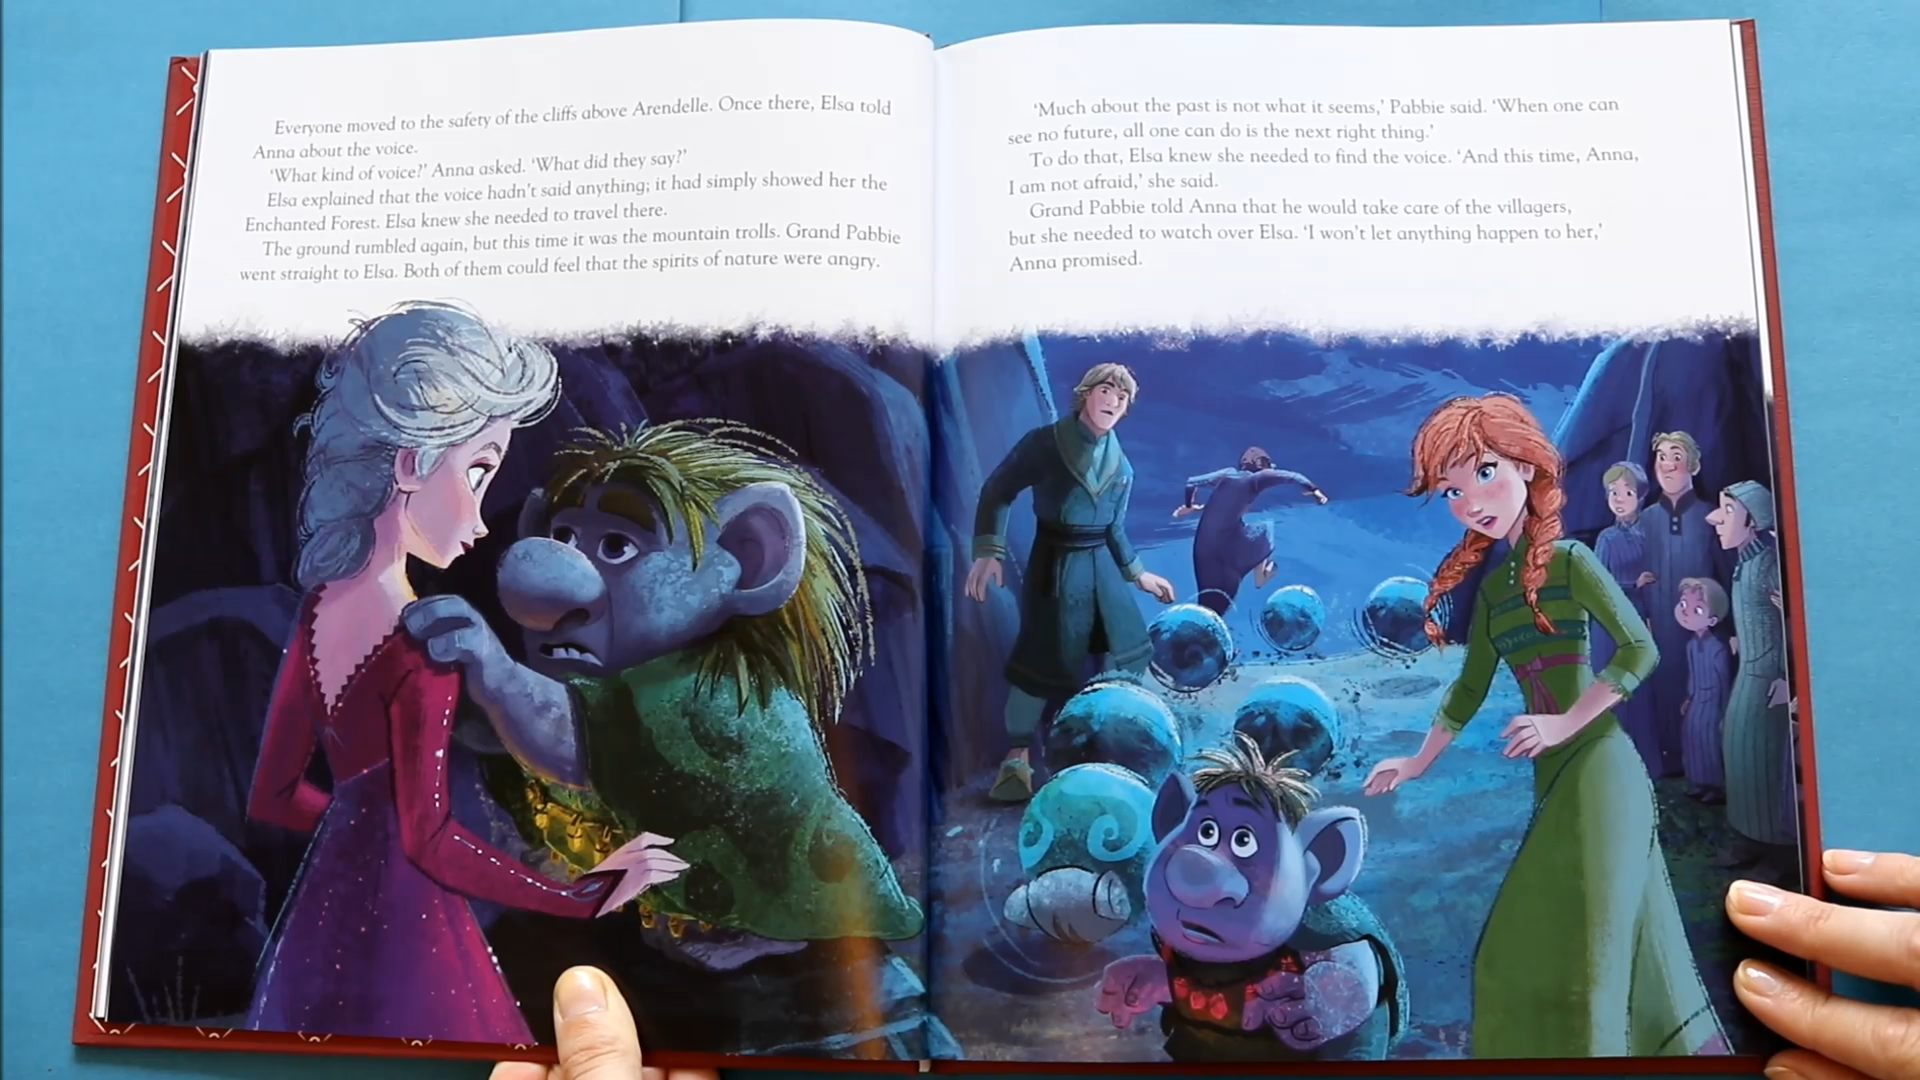 Everyone moved to the safety of the cliffs above Arendelle. Once there, Elsa told
Anna about the voice.
‘What kind of voice?’ Anna asked. ‘What did they say?’
Elsa explained that the voice hadn’t said anything; it had simply showed her the
Enchanted Forest. Elsa knew she needed to travel there.
The ground rumbled again, but this time it was the mountain trolls. Grand Pabbie
went straight to Elsa. Both of them could feel that the spirits of nature were angry.
‘Much about the past is not what it seems,’ Pabbie said. ‘When one can
see no future, all one can do is the next right thing.’
To do that, Elsa knew she needed to find the voice. ‘And this time, Anna,
I am not afraid,’ she said.
Grand Pabbie told Anna that he would take care of the villagers,
but she needed to watch over Elsa. ‘I won’t let anything happen to her,’
Anna promised.